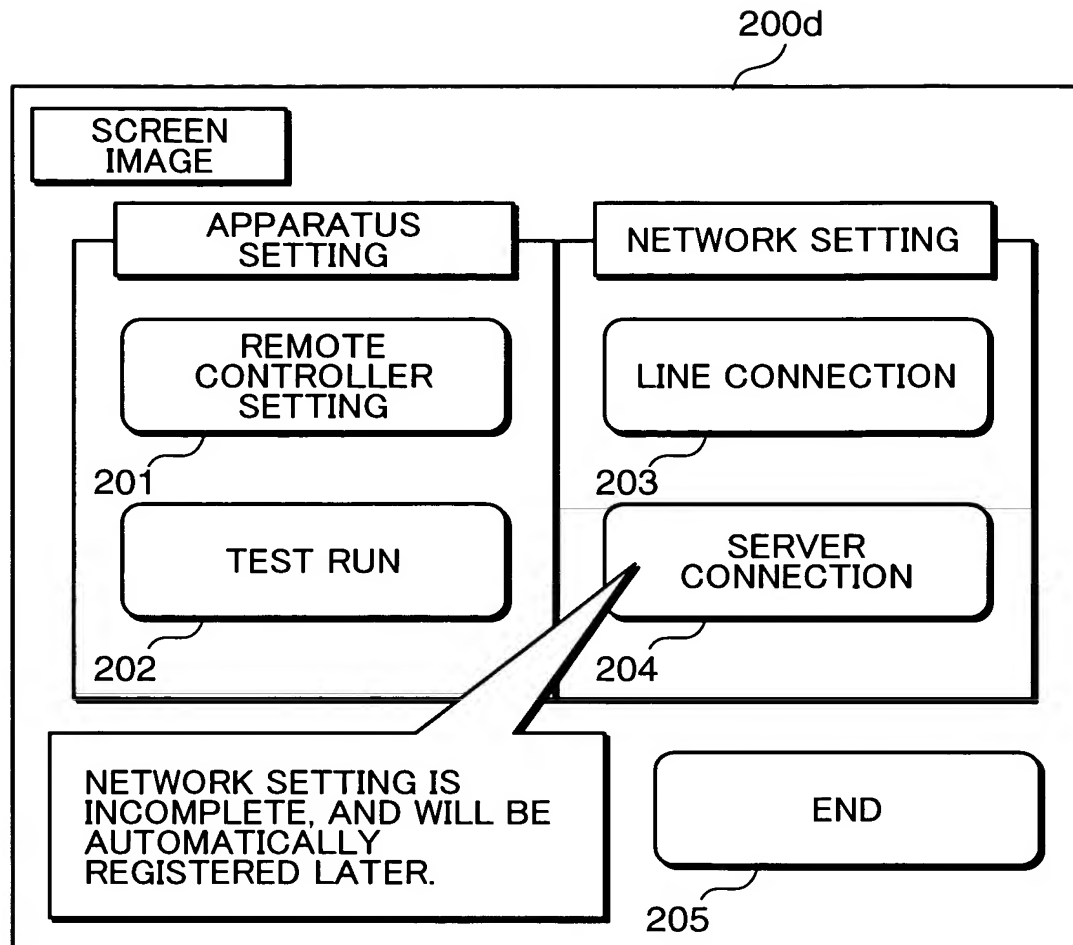 200d
SCREEN
IMAGE
APPARATUS
SETTING
NETWORK SETTING
REMOTE
CONTROLLER
SETTING
LINE CONNECTION
201
203
TEST RUN
SERVER
CONNECTION
202
204
NETWORK SETTING IS
INCOMPLETE, AND WILL BE
AUTOMATICALLY
REGISTERED LATER.
END
205